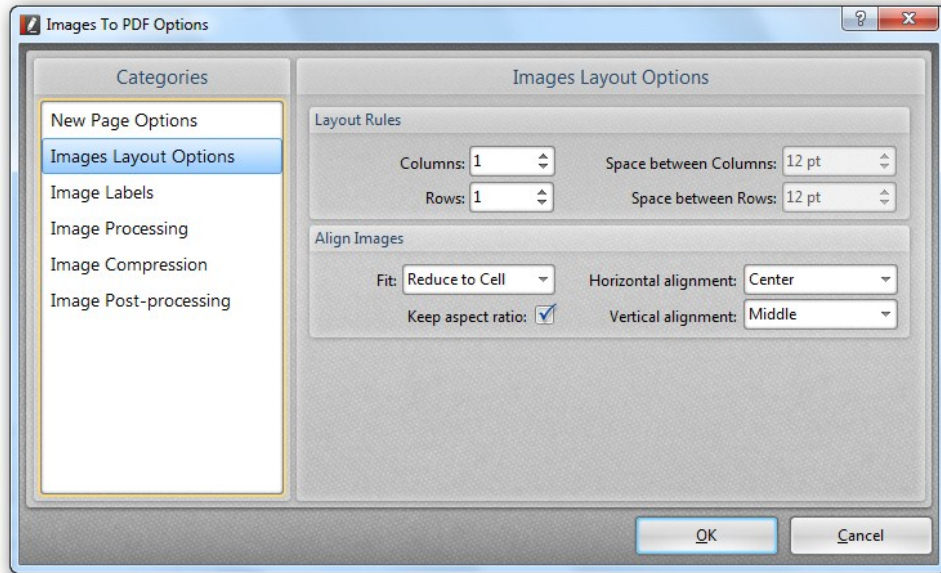 Images To PDF Options
Categories
New Page Options
Images Layout Options
Image Labels
Image Processing
Image Compression
Image Post-processing
Images Layout Options
Layout Rules
Columns: 1 Space between Columns: 12 pt
Rows: 1 Space between Rows: 12 pt
Align Images
Fit: Reduce to Cell Horizontal alignment: Center
Keep aspect ratio: Vertical alignment: Middle
OK Cancel